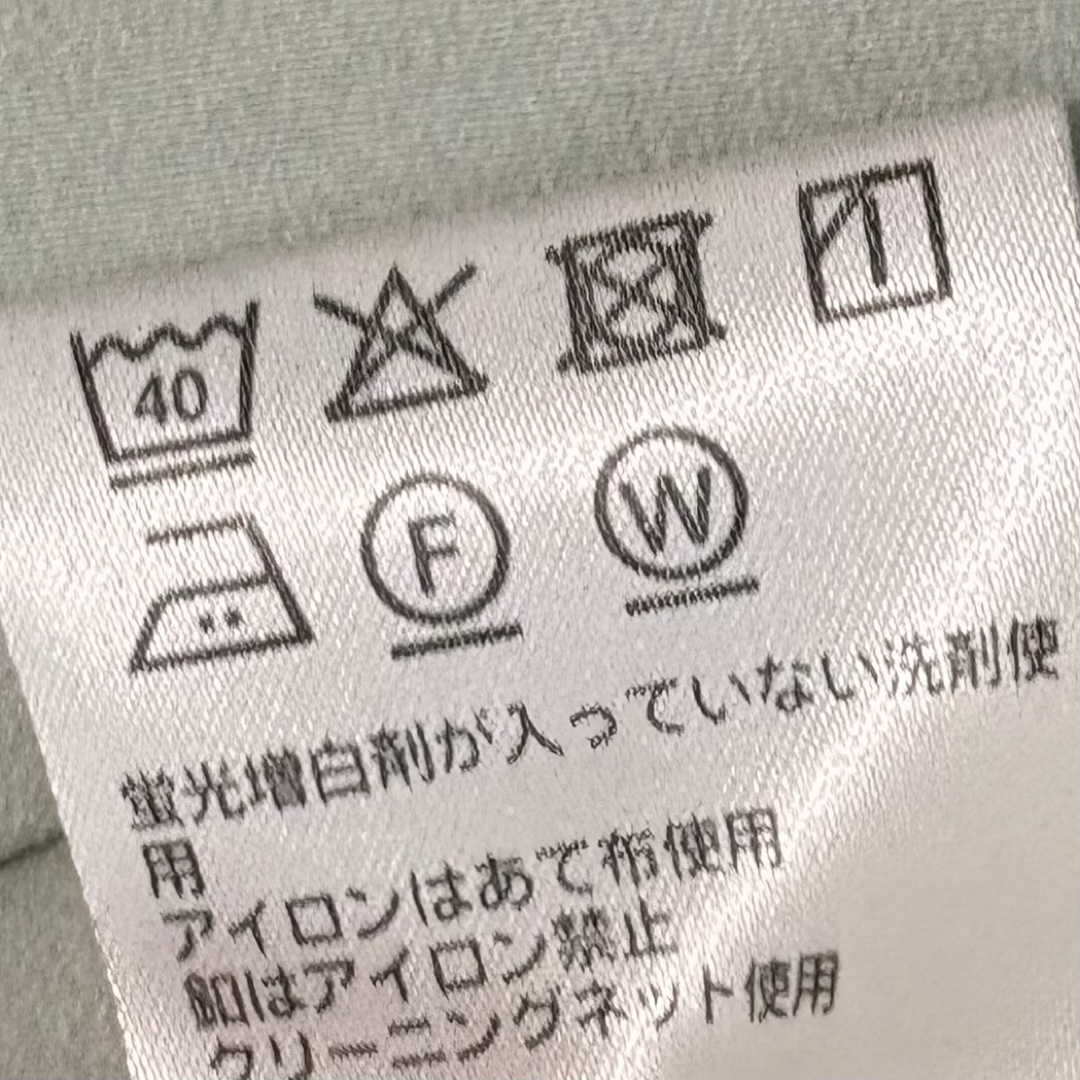 40
F
W
蛍光増白剤が入っていない洗剤使
用
アイロンはあて布使用
釦はアイロン禁止
クリーニングネット使用